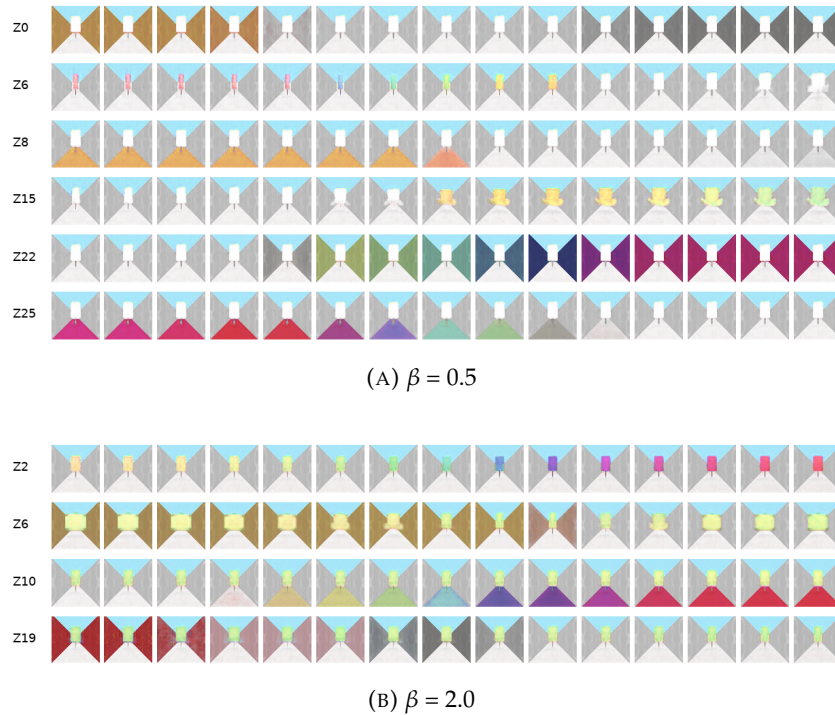 Z0
Z6
Z8
Z15
Z22
Z25
(A) β = 0.5
Z2
Z6
Z10
Z19
(B) β = 2.0